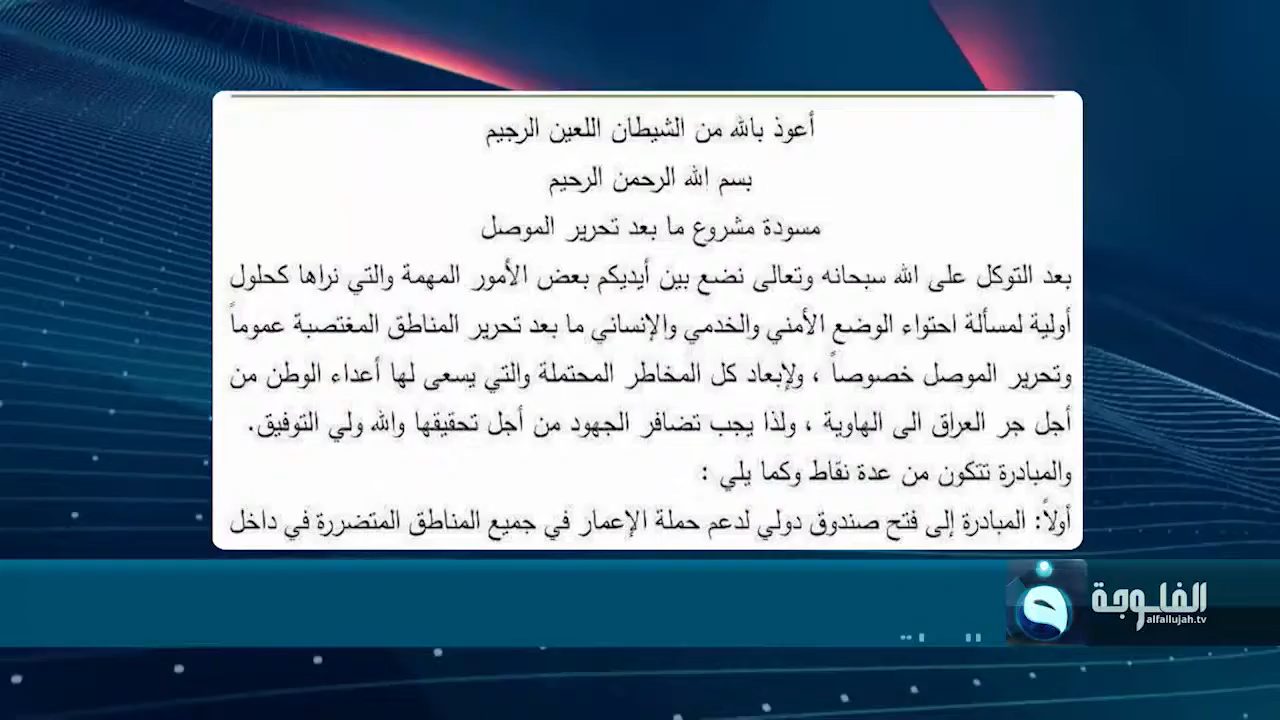 أعوذ بالله من الشيطان اللعين الرجيم
بسم الله الرحمن الرحيم
مسودة مشروع ما بعد تحرير الموصل
بعد التوكل على الله سبحانه وتعالى نضع بين أيديكم بعض الأمور المهمة والتي نراها كحلول
أولية لمسألة احتواء الوضع الأمني والخدمي والإنساني ما بعد تحرير المناطق المغتصبة عموماً
وتحرير الموصل خصوصاً ، ولإبعاد كل المخاطر المحتملة والتي يسعى لها أعداء الوطن من
أجل جر العراق الى الهاوية ، ولذا يجب تضافر الجهود من أجل تحقيقها والله ولي التوفيق.
والمبادرة تتكون من عدة نقاط وكما يلي :
أولاً: المبادرة إلى فتح صندوق دولي لدعم حملة الإعمار في جميع المناطق المتضررة في داخل
الفلوجة
alfallujah.tv